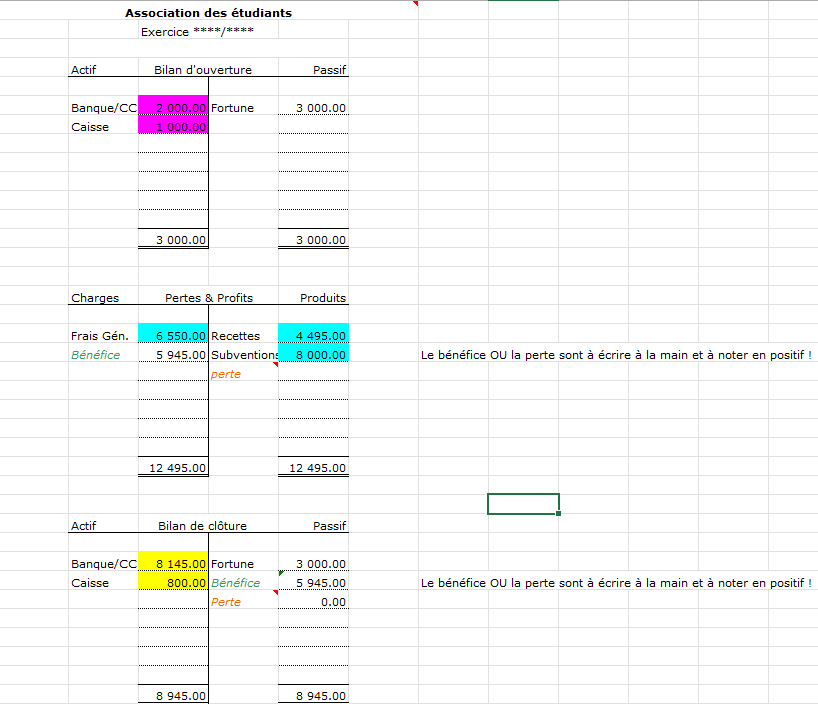 Association des étudiants
Exercice ****/****
Actif Bilan d'ouverture Passif
Banque/CC 2 000.00 Fortune 3 000.00
Caisse 1 000.00
3 000.00 3 000.00
Charges Pertes & Profits Produits
Frais Gén. 6 550.00 Recettes 4 495.00
Bénéfice 5 945.00 Subventions 8 000.00 Le bénéfice OU la perte sont à écrire à la main et à noter en positif !
perte
12 495.00 12 495.00
Actif Bilan de clôture Passif
Banque/CC 8 145.00 Fortune 3 000.00
Caisse 800.00 Bénéfice 5 945.00 Le bénéfice OU la perte sont à écrire à la main et à noter en positif !
Perte 0.00
8 945.00 8 945.00